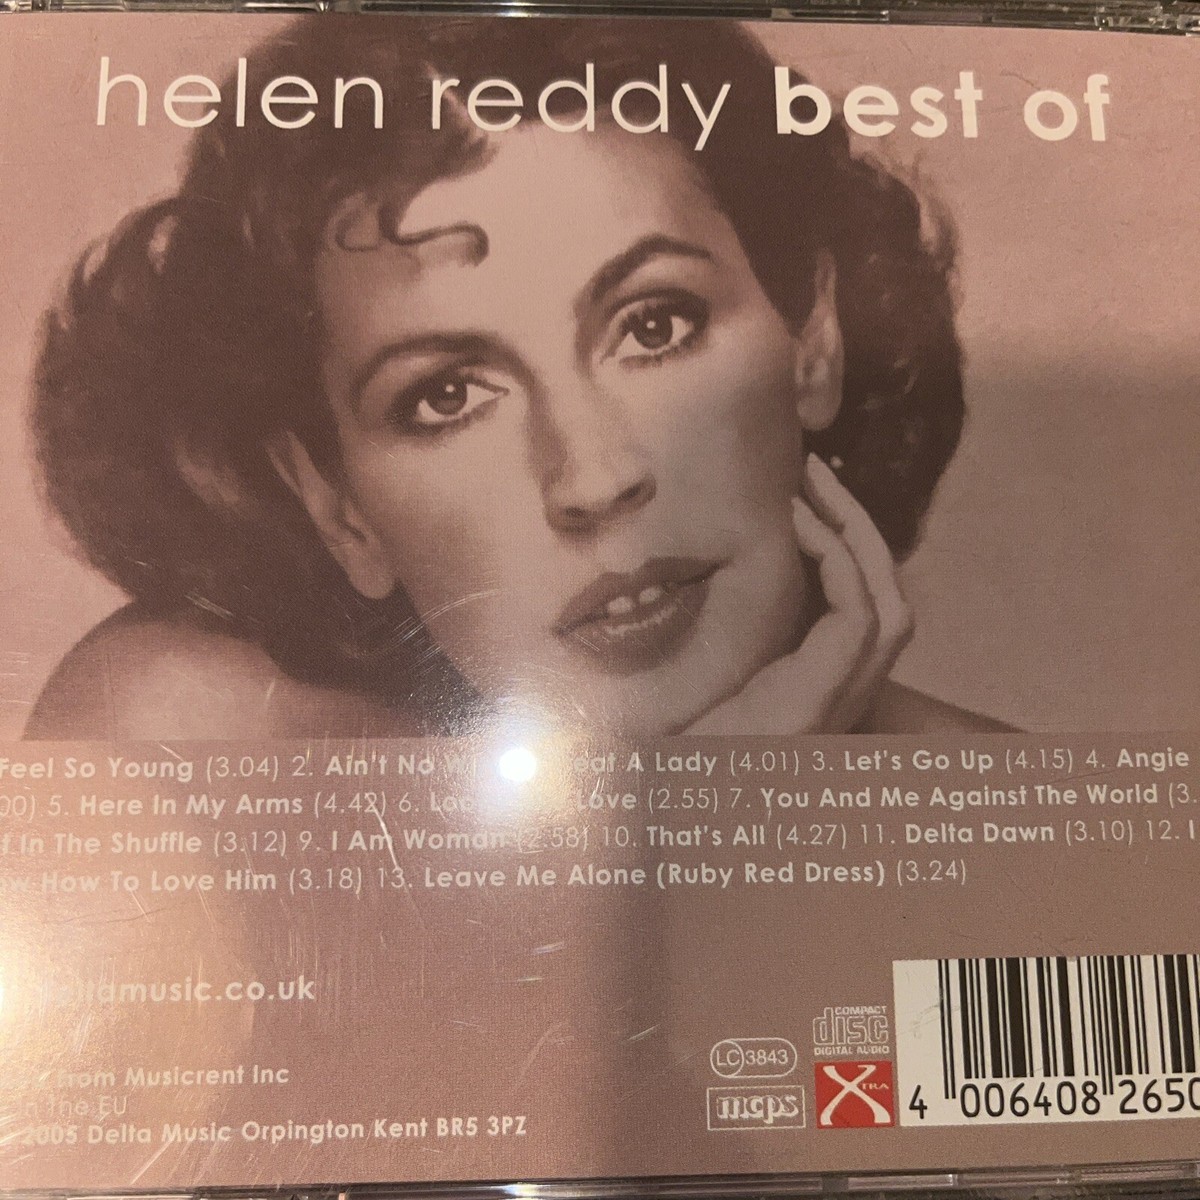 helen reddy best of
Feel So Young (3.04) 2. Ain't No A Lady (4.01) 3. Let's Go Up (4.15) 4. Angie
00) 5. Here In My Arms (4.42) 6. Love (2.55) 7. You And Me Against The World (3.
In The Shuffle (3.12) 9. I Am Woman (2.58) 10. That's All (4.27) 11. Delta Dawn (3.10) 12. I
How To Love Him (3.18) 13. Leave Me Alone (Ruby Red Dress) (3.24)
music.co.uk
from Musicrent Inc
in the EU
2005 Delta Music Orpington Kent BR5 3PZ
COMPACT
disc
DIGITAL AUDIO
LC 3843
mcps
XTRA
4 006408 2650